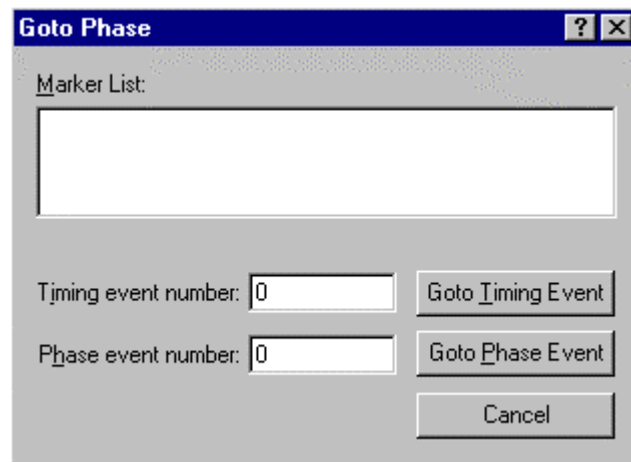 Goto Phase
Marker List:
Timing event number: 0 Goto Timing Event
Phase event number: 0 Goto Phase Event
Cancel